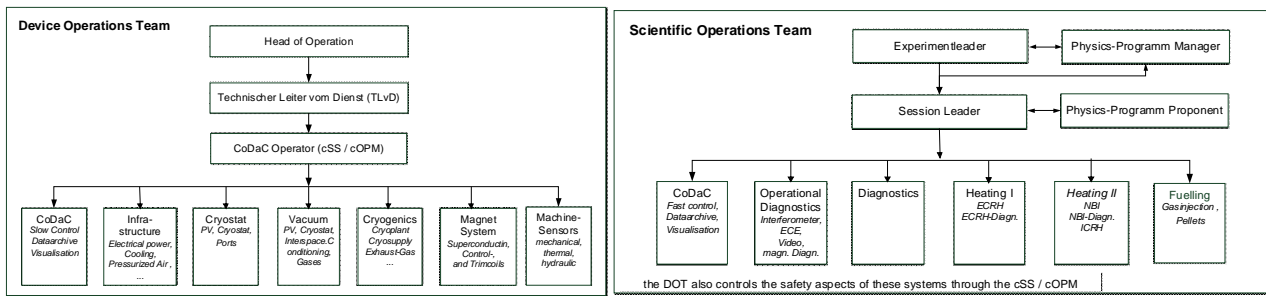 Device Operations Team
Head of Operation
Technischer Leiter vom Dienst (TLvD)
CoDaC Operator (cSS / cOPM)
CoDaC
Slow Control
Dataarchive
Visualisation
Infra-
structure
Electrical power,
Cooling,
Pressurized Air ,
...
Cryostat
PV, Cryostat,
Ports
Vacuum
PV, Cryostat,
Interspace.C
onditioning,
Gases
Cryogenics
Cryoplant
Cryosupply
Exhaust-Gas
...
Magnet
System
Superconductin,
Control-,
and Trimcoils
Machine-
Sensors
mechanical,
thermal,
hydraulic
Scientific Operations Team
Experimentleader
Physics-Programm Manager
Session Leader
Physics-Programm Proponent
CoDaC
Fast control,
Dataarchive,
Visualisation
Operational
Diagnostics
Interferometer,
ECE,
Video,
magn. Diagn.
Diagnostics
Heating I
ECRH
ECRH-Diagn.
Heating II
NBI
NBI-Diagn.
ICRH
Fuelling
Gasinjection ,
Pellets
the DOT also controls the safety aspects of these systems through the cSS / cOPM